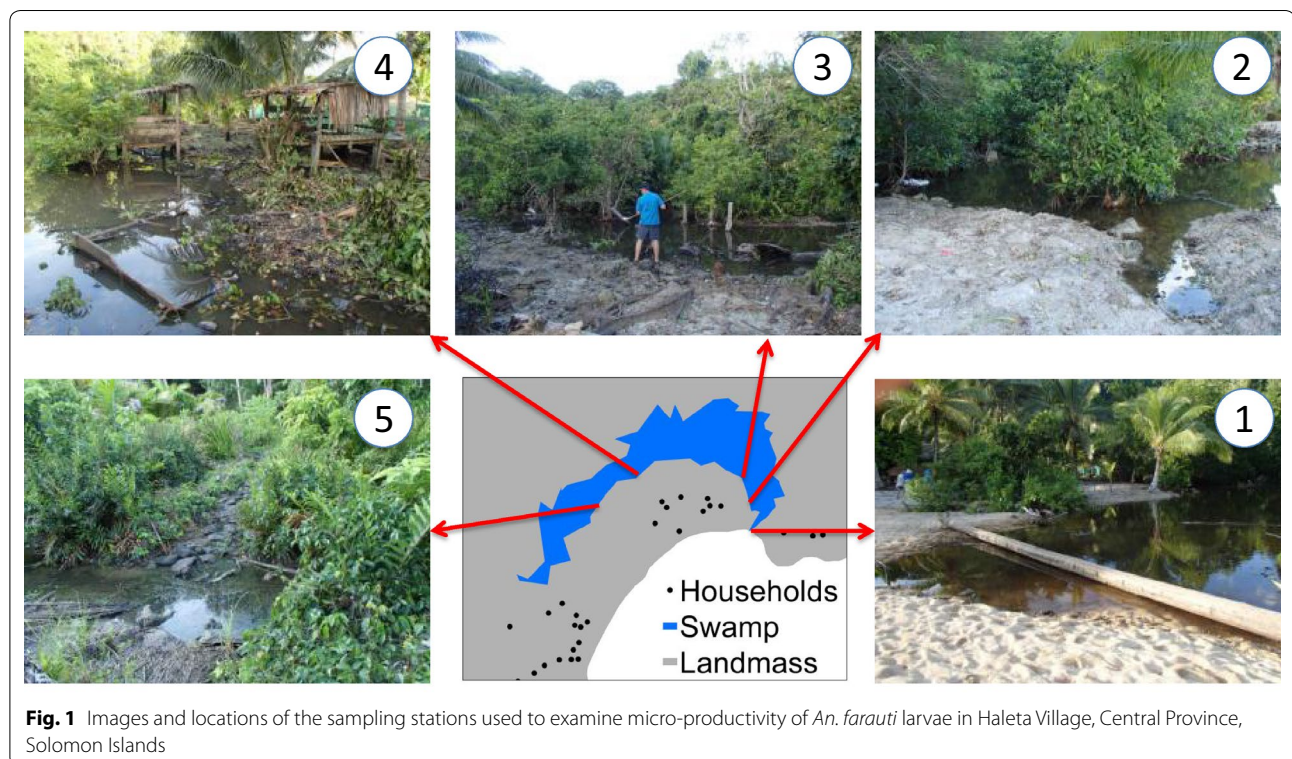 4
3
2
5
1
Households
Swamp
Landmass
Fig. 1 Images and locations of the sampling stations used to examine micro-productivity of An. farauti larvae in Haleta Village, Central Province,
Solomon Islands